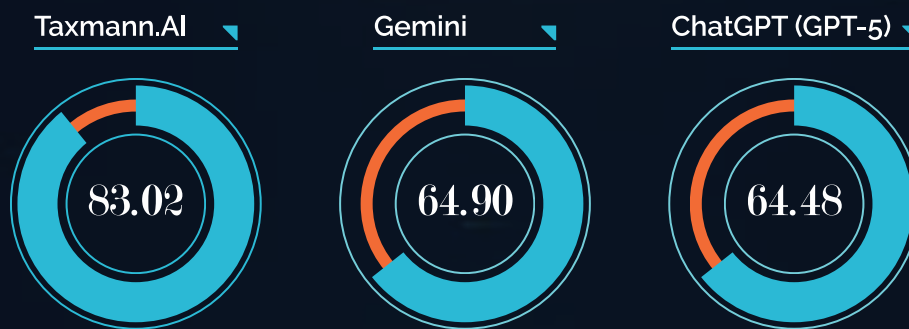 Taxmann.AI
Gemini
ChatGPT (GPT-5)
83.02
64.90
64.48